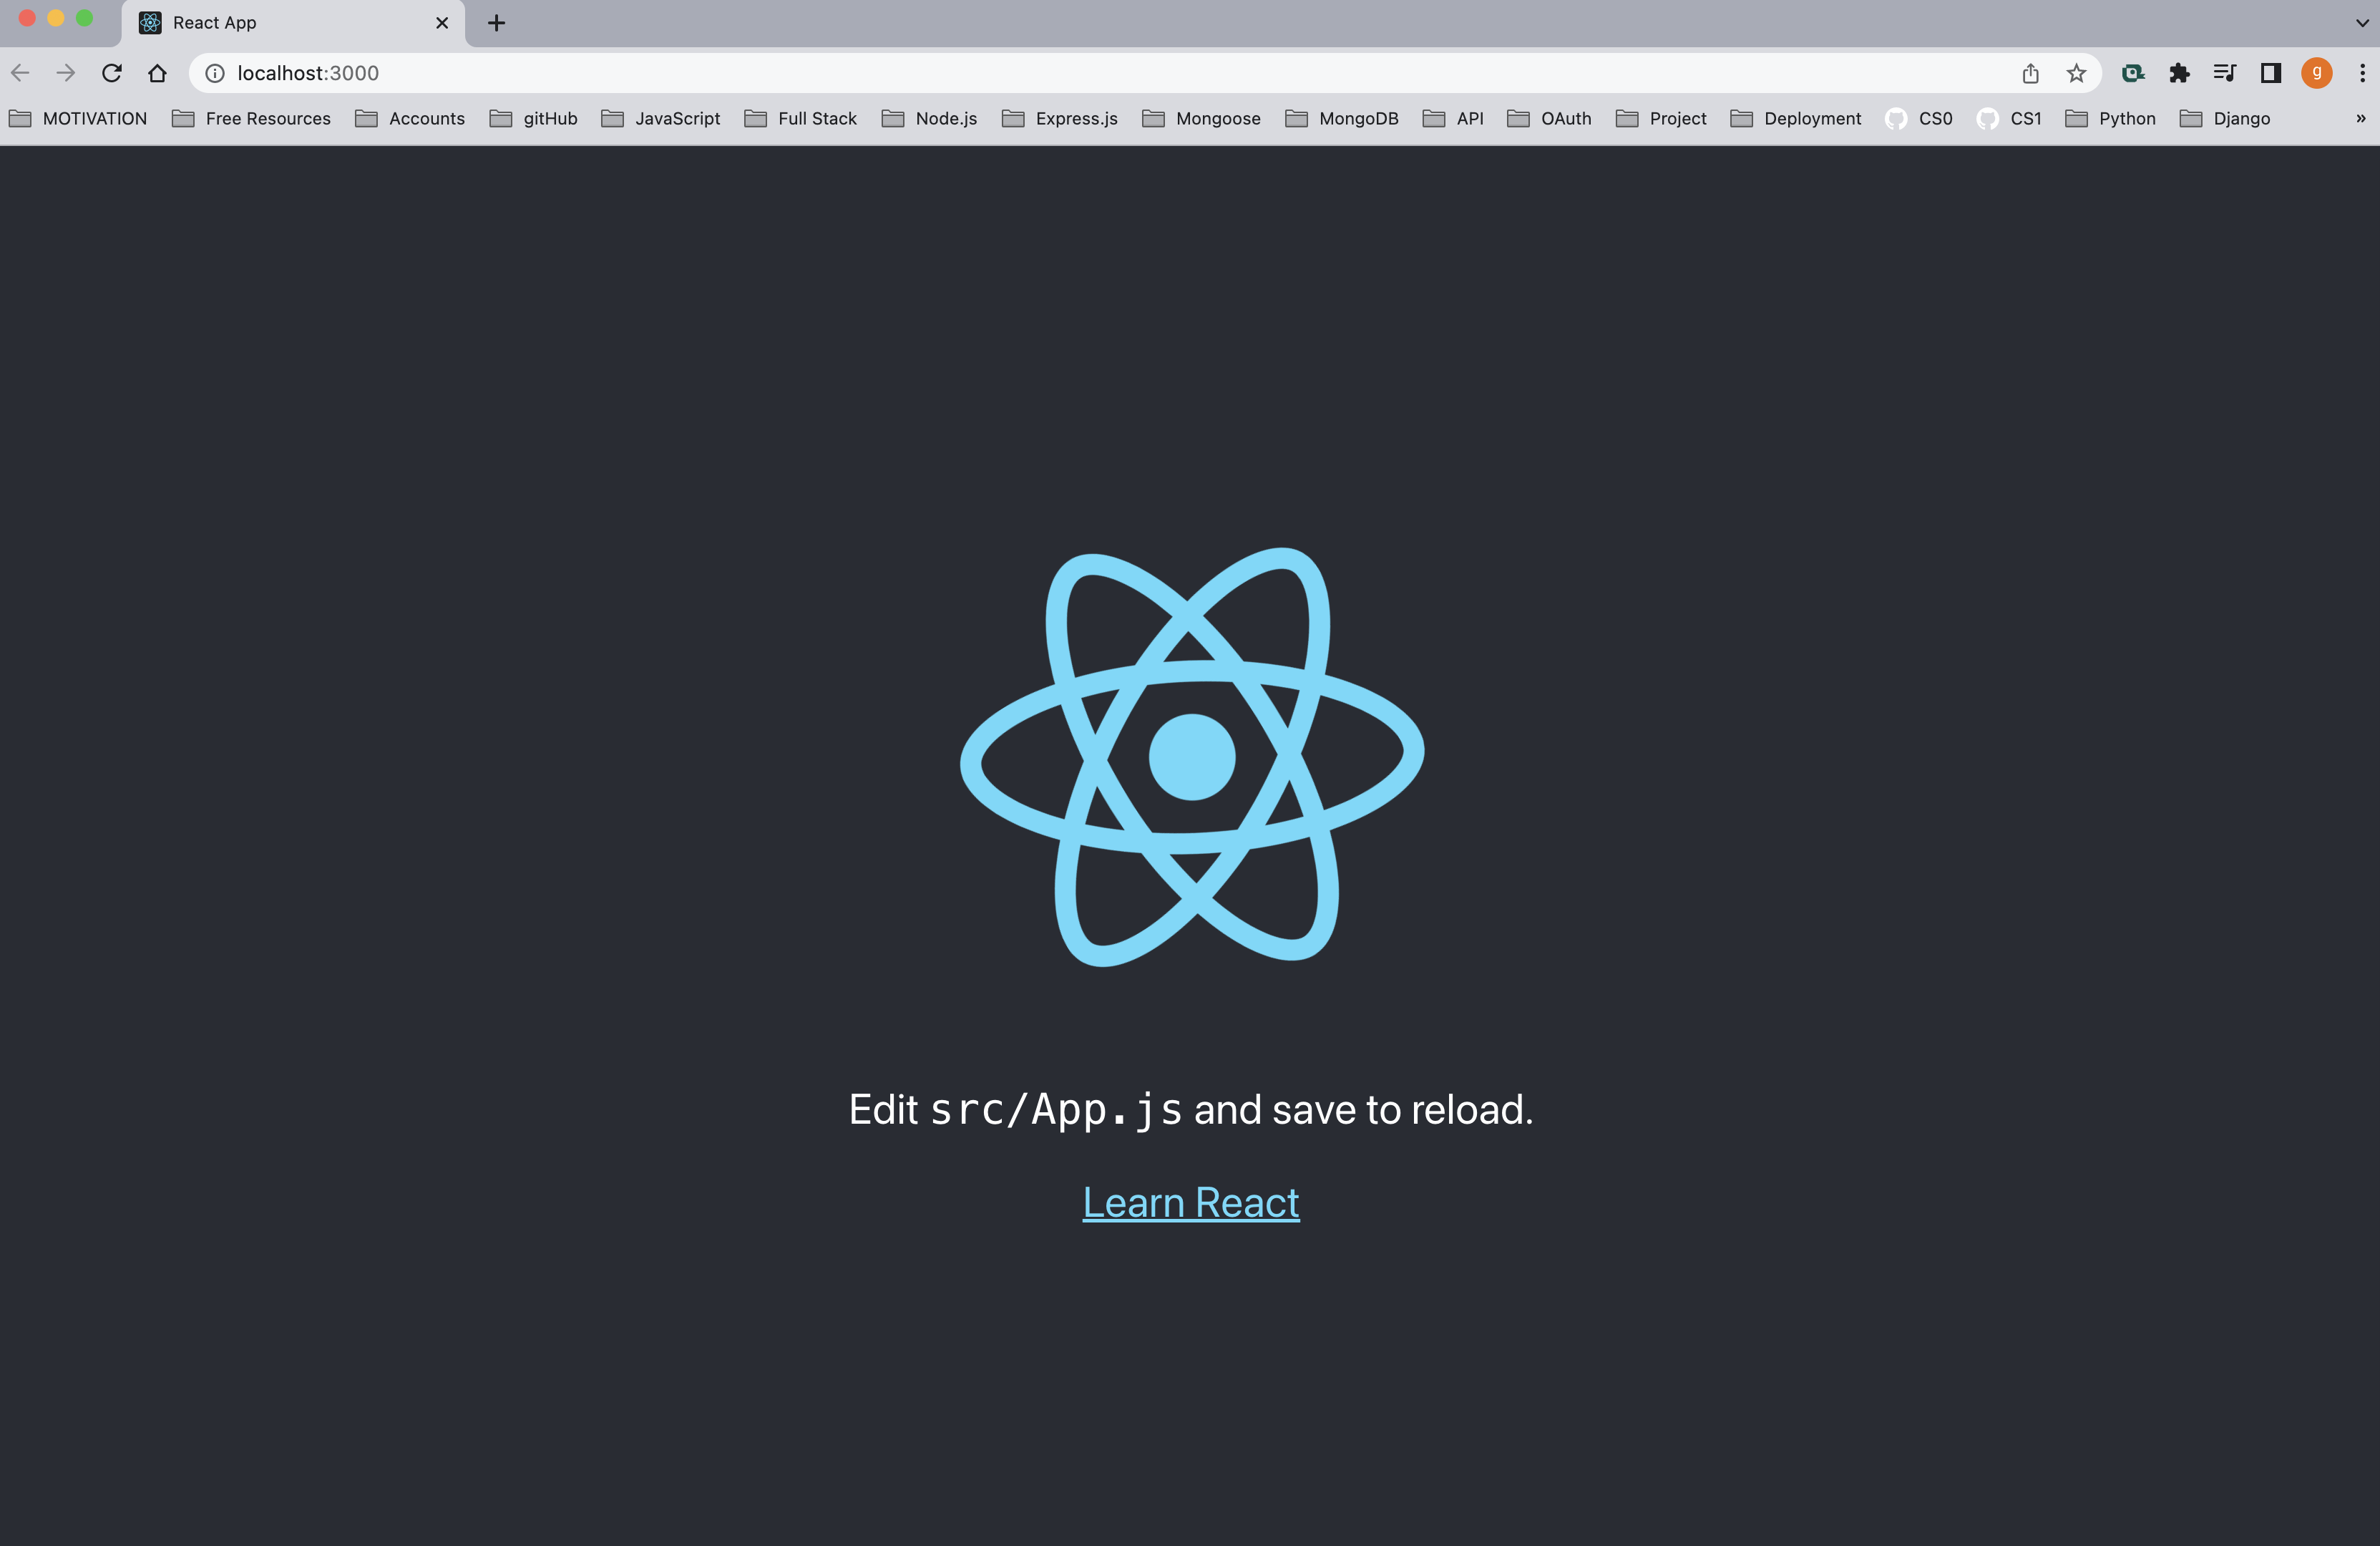 React App
localhost:3000
g
MOTIVATION Free Resources Accounts gitHub JavaScript Full Stack Node.js Express.js Mongoose MongoDB API OAuth Project Deployment CS0 CS1 Python Django »
Edit src/App.js and save to reload.
Learn React